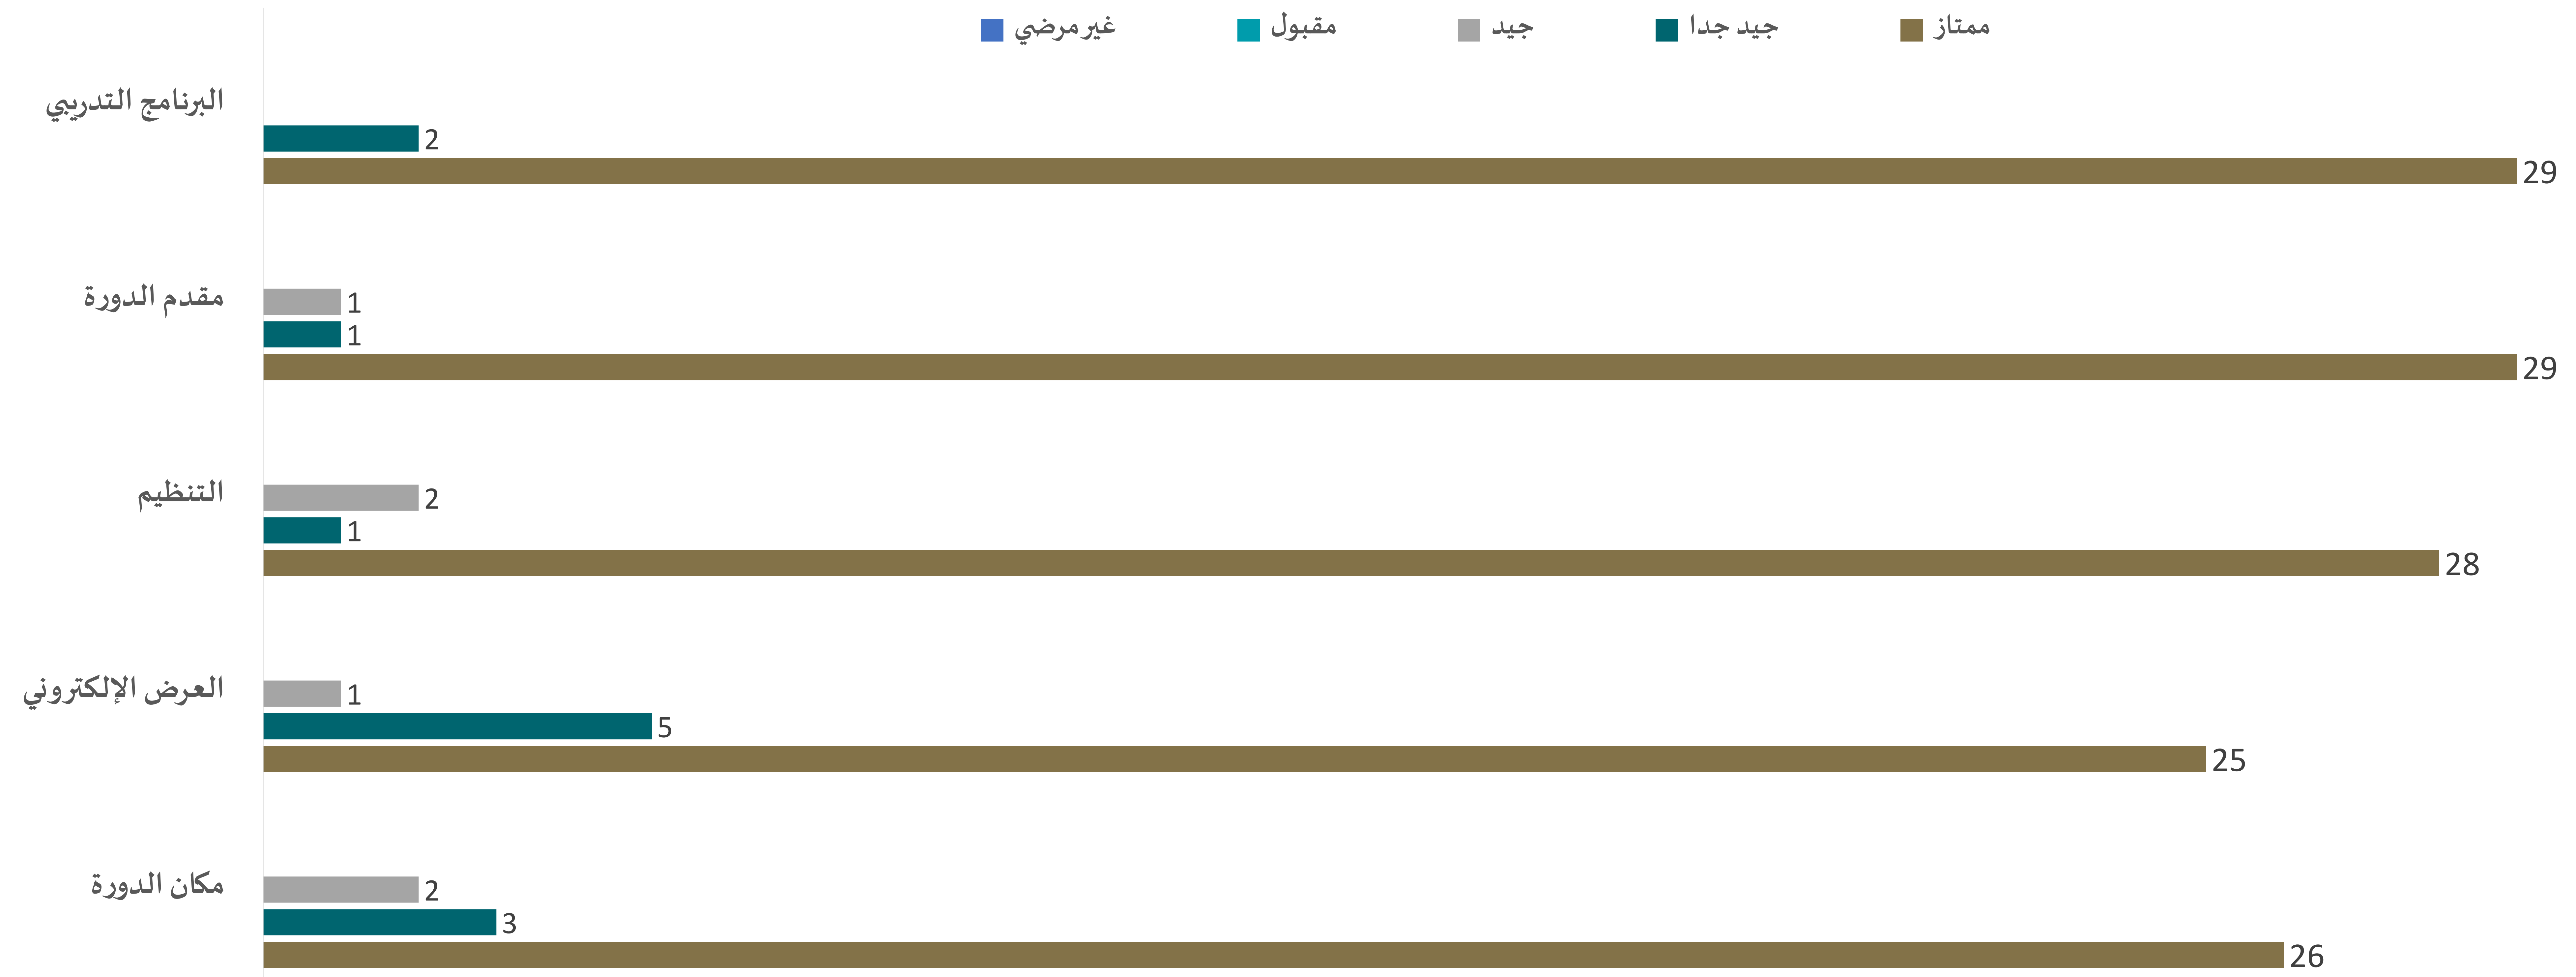 ممتاز جيد جدا جيد مقبول غير مرضي
البرنامج التدريبي
2
29
مقدم الدورة
1
1
29
التنظيم
2
1
28
العرض الإلكتروني
1
5
25
مكان الدورة
2
3
26